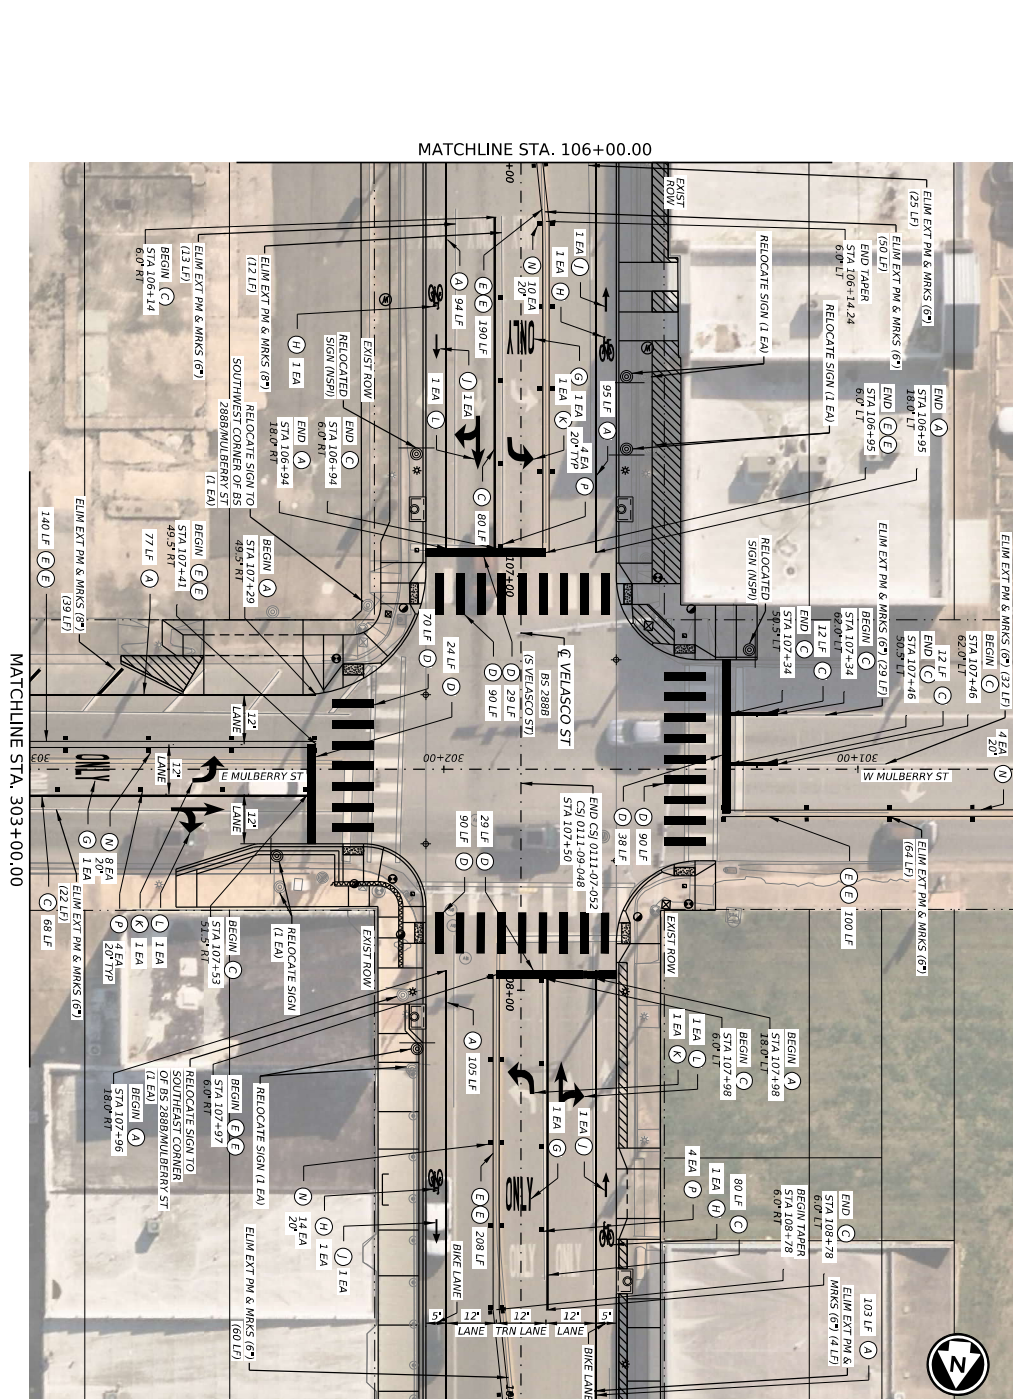 MATCHLINE STA. 106+00.00
EXIST
ROW
ELIM EXT PM & MRKS (6")
(25 LF)
ELIM EXT PM & MRKS (6")
(50 LF)
END TAPER
STA 106+14.24
6.0' LT
RELOCATE SIGN (1 EA)
RELOCATE SIGN (1 EA)
BEGIN C
STA 106+14
6.0' RT
ELIM EXT PM & MRKS (6")
(13 LF)
ELIM EXT PM & MRKS (8")
(12 LF)
H 1 EA
RELOCATED
SIGN (NSPI)
EXIST ROW
A 94 LF
E E 190 LF
N 10 EA
20'
1 EA H
1 EA J
ONLY
J 1 EA
1 EA L
G 1 EA
1 EA K
4 EA P
20' TYP
95 LF A
C 80 LF
END A
STA 106+95
18.0' LT
END E E
STA 106+95
6.0' LT
END C
STA 106+94
6.0' RT
END A
STA 106+94
18.0' RT
RELOCATE SIGN TO
SOUTHWEST CORNER OF BS
288B/MULBERRY ST
(1 EA)
BEGIN A
STA 107+29
49.5' RT
BEGIN E E
STA 107+41
49.5' RT
77 LF A
ELIM EXT PM & MRKS (8")
(39 LF)
140 LF E E
107+00
RELOCATED
SIGN (NSPI)
ELIM EXT PM & MRKS (6") (29 LF)
BEGIN C
STA 107+34
62.0' LT
12 LF C
END C
STA 107+34
50.5' LT
ELIM EXT PM & MRKS (6") (32 LF)
BEGIN C
STA 107+46
62.0' LT
12 LF C
END C
STA 107+46
50.5' LT
4 EA N
20'
70 LF D
24 LF D
D 90 LF
D 29 LF
BS 288B
(S VELASCO ST)
℄ VELASCO ST
MATCHLINE STA. 303+00.00
303
12' LANE
12' LANE
12' LANE
ONLY
E MULBERRY ST
302+00
301+00
W MULBERRY ST
END CSJ 0111-07-052
CSJ 0111-09-048
STA 107+50
D 90 LF
D 38 LF
29 LF D
90 LF D
G 1 EA
N 8 EA
20'
C 68 LF
ELIM EXT PM & MRKS (6")
(22 LF)
P 4 EA
20' TYP
K 1 EA
L 1 EA
BEGIN C
STA 107+53
51.5' RT
RELOCATE SIGN
(1 EA)
EXIST ROW
EXIST ROW
E E 100 LF
ELIM EXT PM & MRKS (6")
(64 LF)
08+00
A 105 LF
1 EA K
1 EA L
BEGIN C
STA 107+98
6.0' LT
BEGIN A
STA 107+98
18.0' LT
BEGIN A
STA 107+96
18.0' RT
RELOCATE SIGN TO
SOUTHEAST CORNER
OF BS 288B/MULBERRY ST
(1 EA)
BEGIN E E
STA 107+97
6.0' RT
RELOCATE SIGN (1 EA)
1 EA G
1 EA J
ONLY
E E 208 LF
N 14 EA
20'
H 1 EA
J 1 EA
4 EA P
1 EA H
80 LF C
BEGIN TAPER
STA 108+78
6.0' RT
END C
STA 108+78
6.0' LT
ELIM EXT PM & MRKS (6")
(60 LF)
BIKE LANE
5' 12' 12' 12' 5'
LANE TRN LANE LANE
BIKE LANE
ELIM EXT PM &
MRKS (6") (4 LF)
103 LF A
N